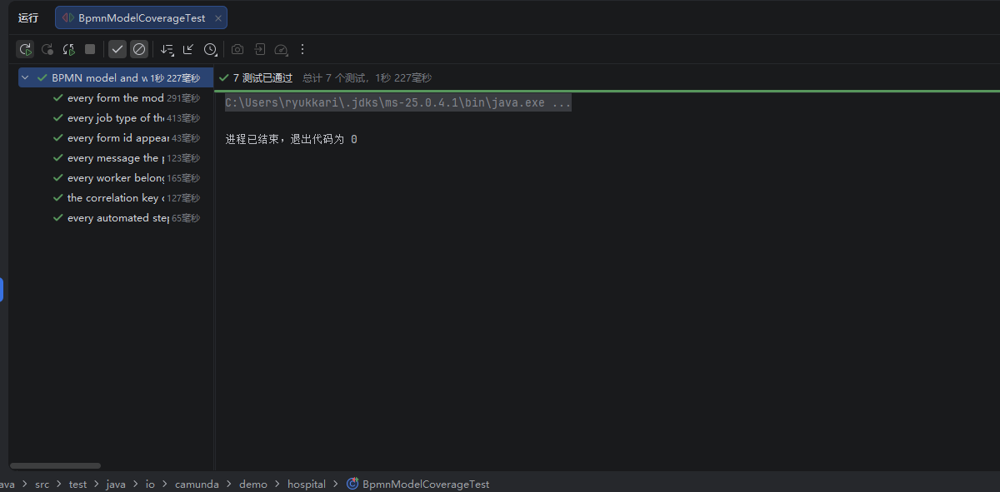 运行 BpmnModelCoverageTest
BPMN model and w 1秒 227毫秒
7 测试已通过 总计 7 个测试, 1秒 227毫秒
every form the mod 291毫秒
every job type of the 413毫秒
every form id appear 43毫秒
every message the p 123毫秒
every worker belong 165毫秒
the correlation key c 127毫秒
every automated step 65毫秒
C:\Users\ryukkari\.jdks\ms-25.0.4.1\bin\java.exe ...
进程已结束，退出代码为 0
ava > src > test > java > io > camunda > demo > hospital > BpmnModelCoverageTest